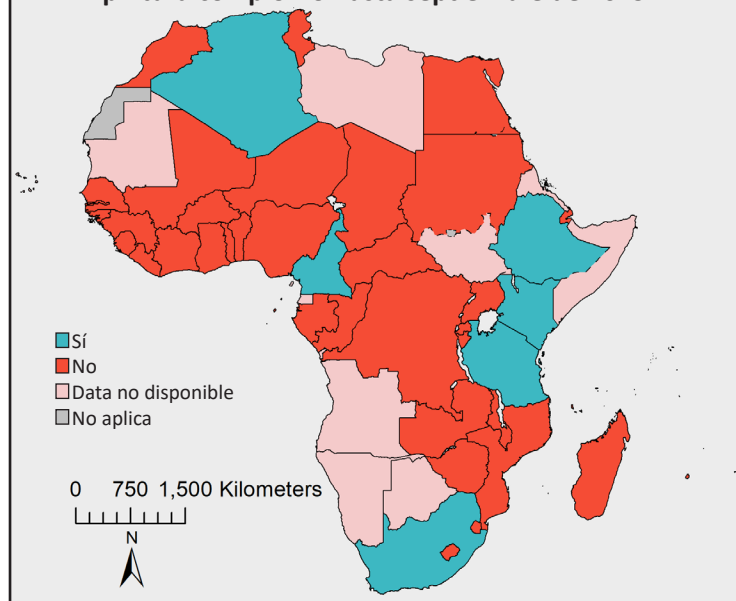 Sí
No
Data no disponible
No aplica
0 750 1,500 Kilometers
N